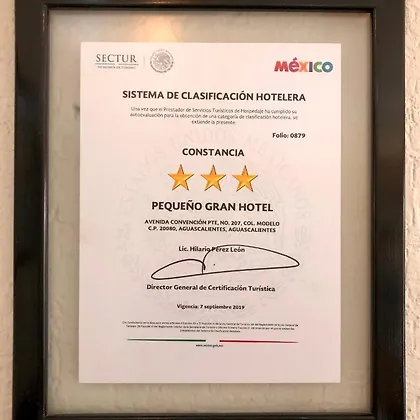 SECTUR
MÉXICO
SISTEMA DE CLASIFICACIÓN HOTELERA
Una vez que el Prestador de Servicios Turísticos de Hospedaje ha cumplido su
autoevaluación para la obtención de una categoría de clasificación hotelera, se
extiende la presente.
Folio: 0879
CONSTANCIA
PEQUEÑO GRAN HOTEL
AVENIDA CONVENCIÓN PTE, NO. 207, COL. MODELO
C.P. 20080, AGUASCALIENTES, AGUASCALIENTES
Lic. Hilario Pérez León
Director General de Certificación Turística
Vigencia: 7 septiembre 2019